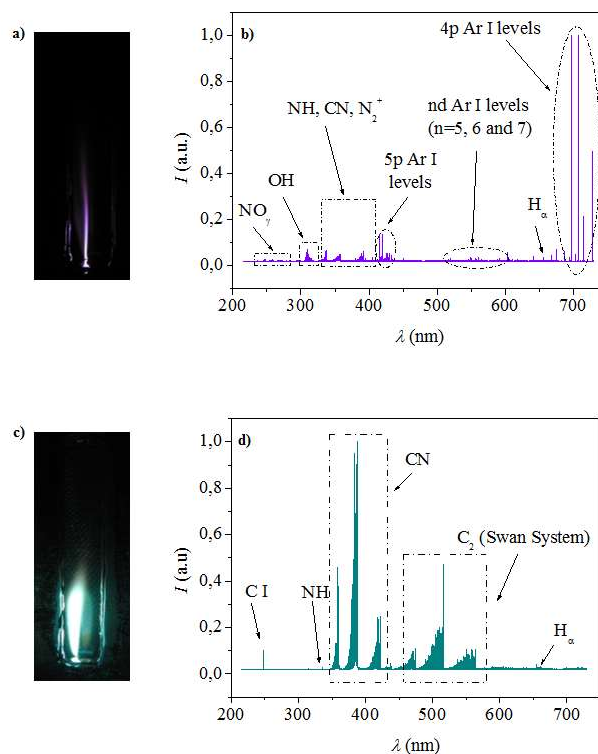 a)
b)
I (a.u.)
1,0
0,8
0,6
0,4
0,2
0,0
4p Ar I levels
NH, CN, N₂⁺
nd Ar I levels
(n=5, 6 and 7)
OH
5p Ar I
levels
NOᵧ
Hα
200 300 400 500 600 700
λ (nm)
c)
d)
I (a.u)
1,0
0,8
0,6
0,4
0,2
0,0
CN
C₂ (Swan System)
C I
NH
Hα
200 300 400 500 600 700
λ (nm)